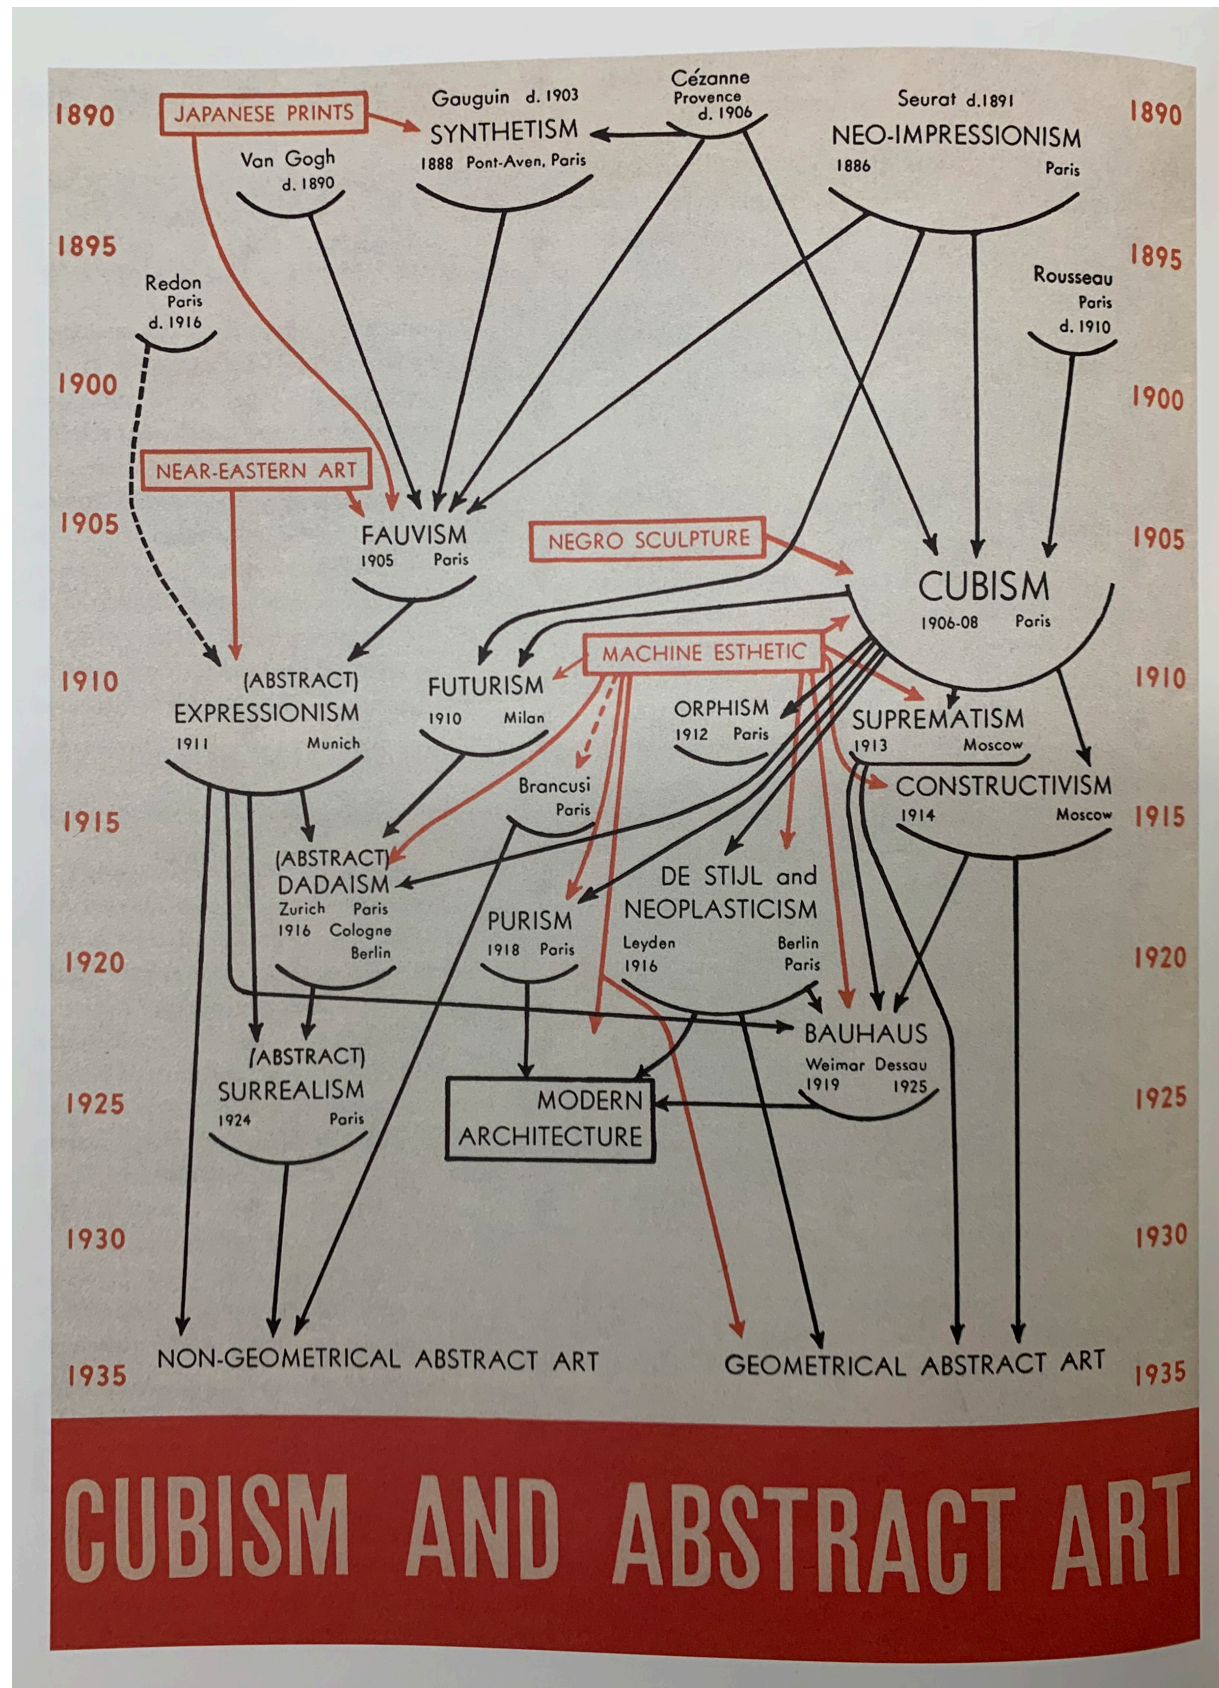 1890
JAPANESE PRINTS
Gauguin d. 1903
SYNTHETISM
1888 Pont-Aven, Paris
Cézanne
Provence
d. 1906
Seurat d.1891
NEO-IMPRESSIONISM
1886 Paris
1890
Van Gogh
d. 1890
1895
1895
Redon
Paris
d. 1916
Rousseau
Paris
d. 1910
1900
1900
NEAR-EASTERN ART
1905
FAUVISM
1905 Paris
NEGRO SCULPTURE
1905
CUBISM
1906-08 Paris
1910
(ABSTRACT)
EXPRESSIONISM
1911 Munich
FUTURISM
1910 Milan
MACHINE ESTHETIC
ORPHISM
1912 Paris
SUPREMATISM
1913 Moscow
1910
Brancusi
Paris
CONSTRUCTIVISM
1914 Moscow
1915
1915
(ABSTRACT)
DADAISM
Zurich Paris
1916 Cologne
Berlin
PURISM
1918 Paris
DE STIJL and
NEOPLASTICISM
Leyden Berlin
1916 Paris
1920
1920
(ABSTRACT)
SURREALISM
1924 Paris
BAUHAUS
Weimar Dessau
1919 1925
1925
MODERN
ARCHITECTURE
1925
1930
1930
NON-GEOMETRICAL ABSTRACT ART
GEOMETRICAL ABSTRACT ART
1935
1935
CUBISM AND ABSTRACT ART